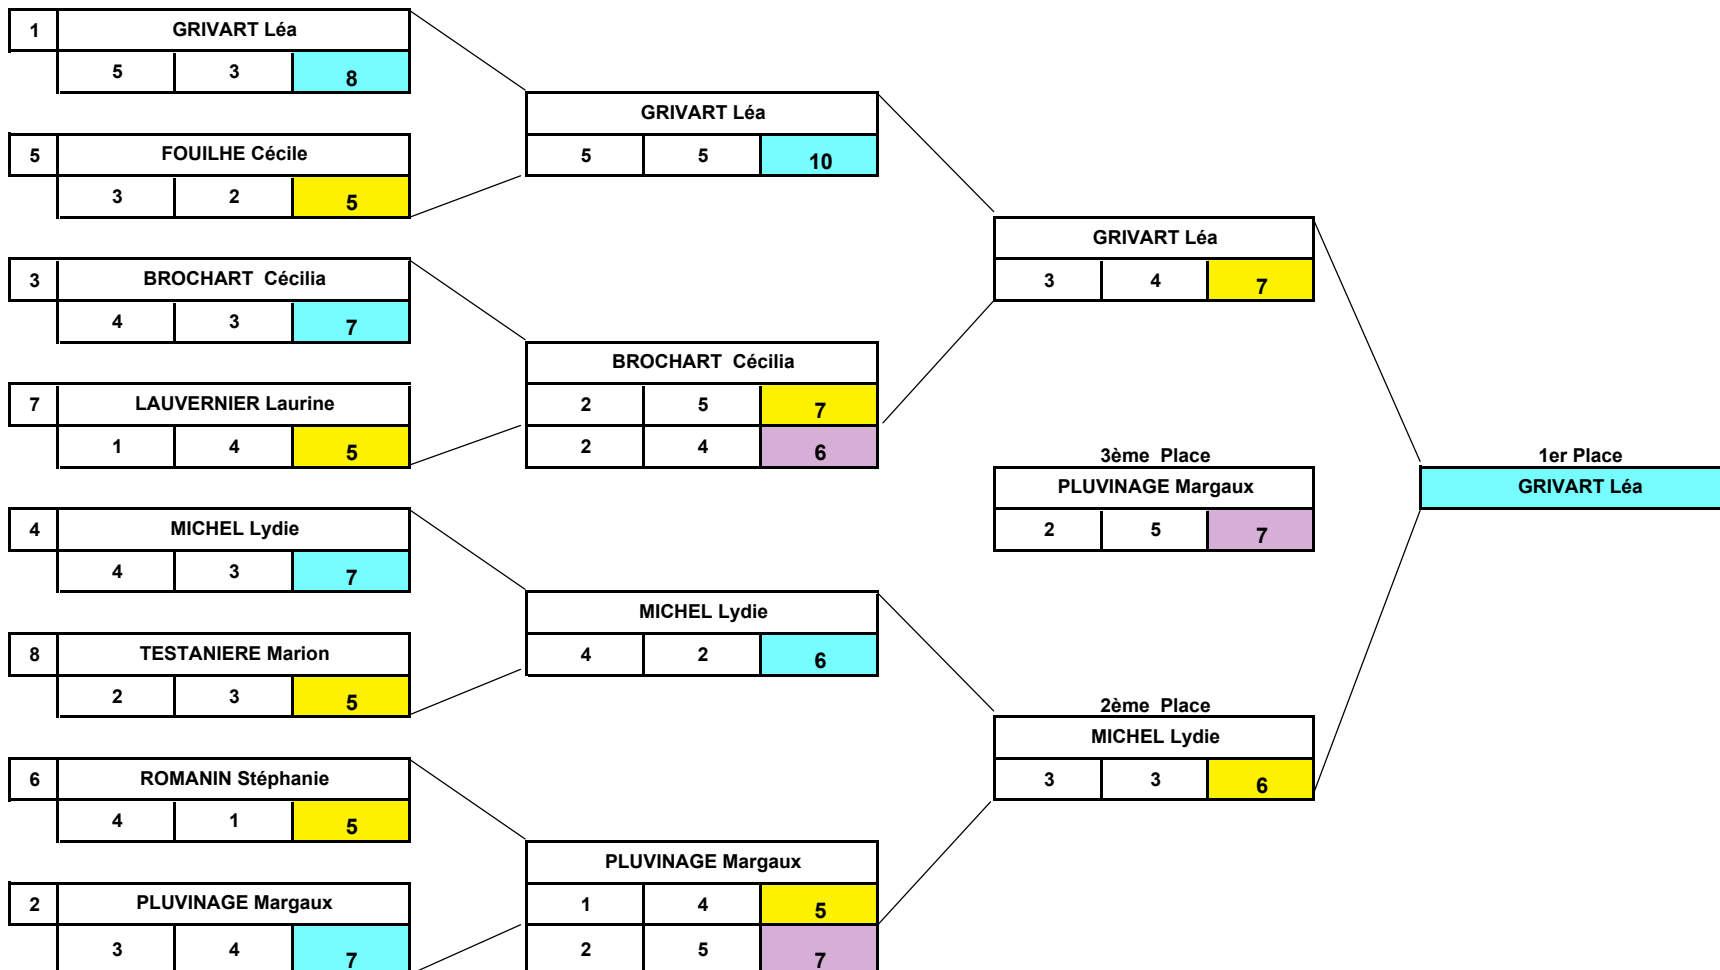 1 GRIVART Léa
5 3 8
GRIVART Léa
5 FOUILHE Cécile
5 5 10
3 2 5
GRIVART Léa
3 BROCHART  Cécilia
3 4 7
4 3 7
BROCHART  Cécilia
7 LAUVERNIER Laurine
2 5 7
1 4 5
2 4 6
3ème  Place
1er Place
PLUVINAGE Margaux
GRIVART Léa
4 MICHEL Lydie
2 5 7
4 3 7
MICHEL Lydie
8 TESTANIERE Marion
4 2 6
2 3 5
2ème  Place
MICHEL Lydie
6 ROMANIN Stéphanie
3 3 6
4 1 5
PLUVINAGE Margaux
2 PLUVINAGE Margaux
1 4 5
3 4 7
2 5 7